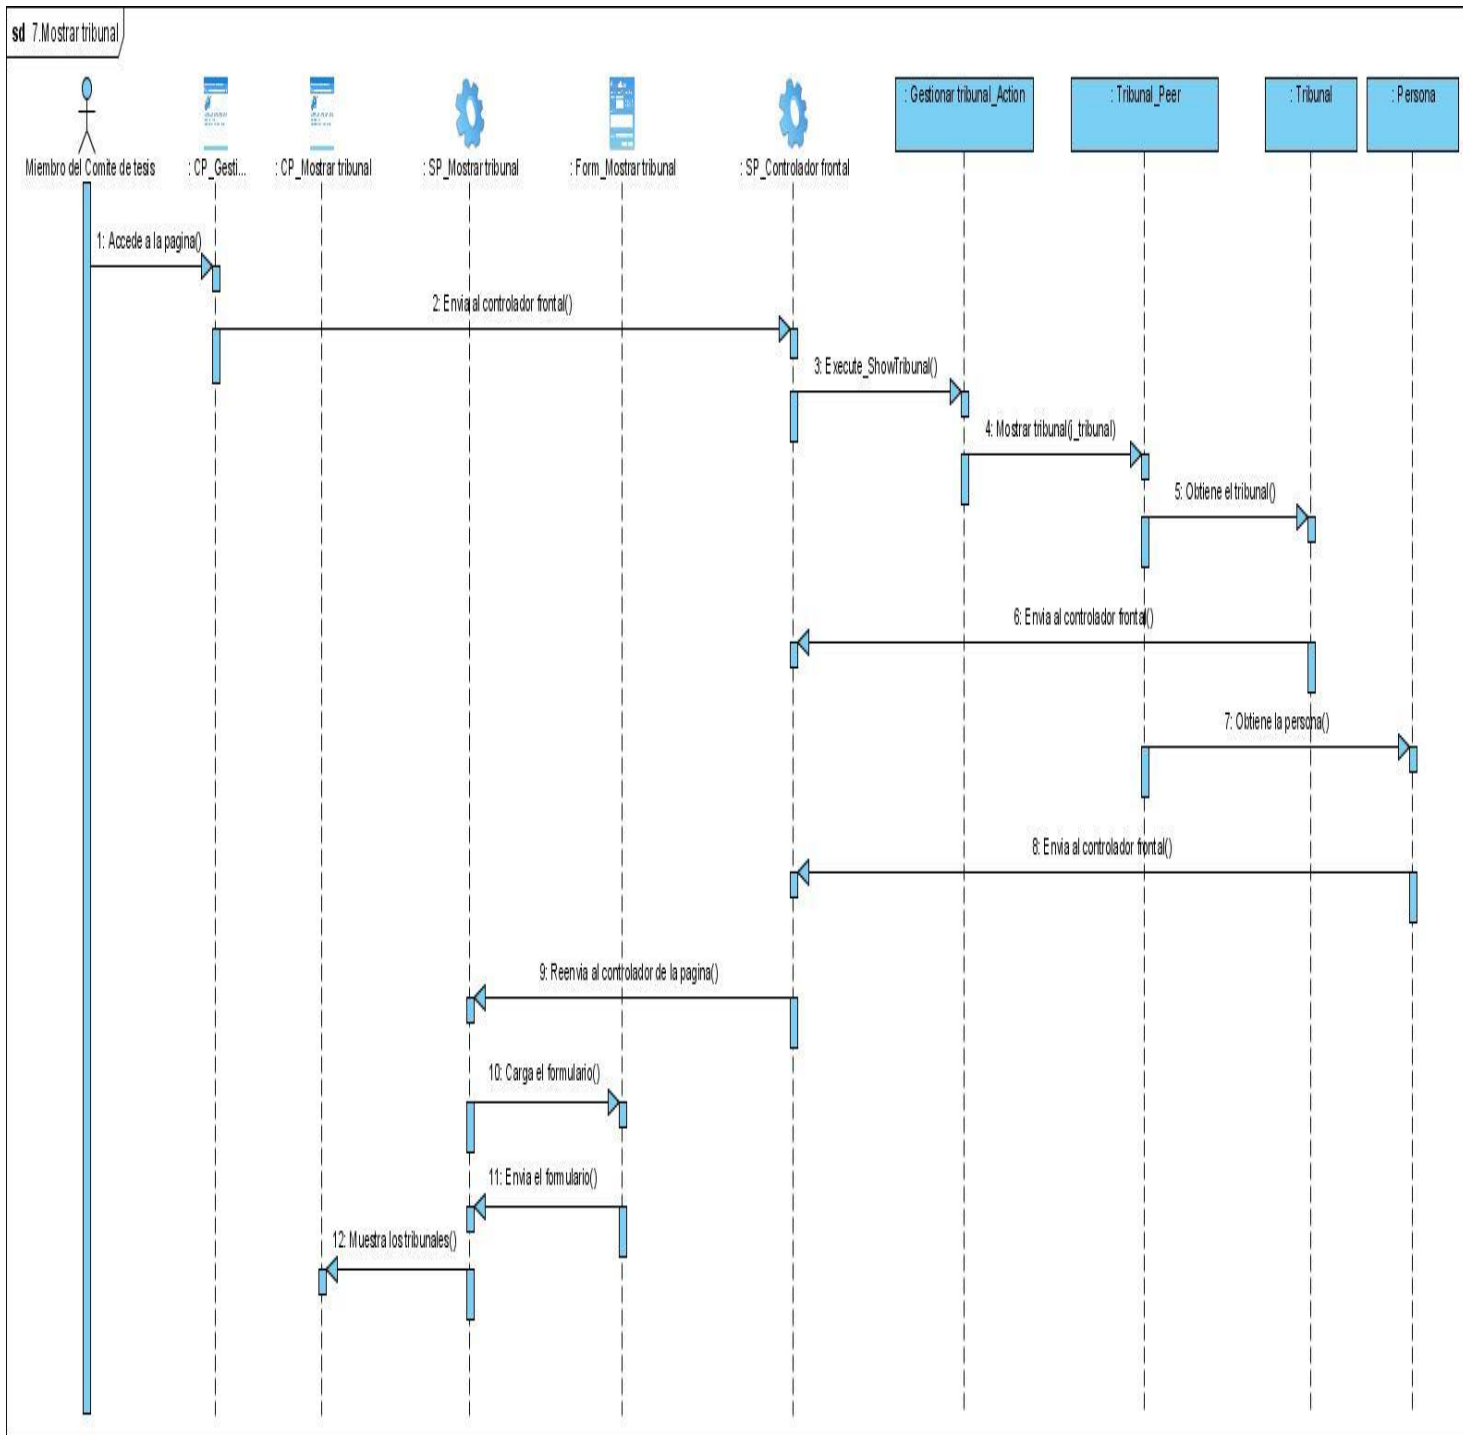 sd 7.Mostrar tribunal
Miembro del Comite de tesis
: CP_Gesti...
: CP_Mostrar tribunal
: SP_Mostrar tribunal
: Form_Mostrar tribunal
: SP_Controlador frontal
: Gestionar tribunal_Action
: Tribunal_Peer
: Tribunal
: Persona
1: Accede a la pagina()
2: Envia al controlador frontal()
3: Execute_ShowTribunal()
4: Mostrar tribunal(j_tribunal)
5: Obtiene el tribunal()
6: Envia al controlador frontal()
7: Obtiene la persona()
8: Envia al controlador frontal()
9: Reenvia al controlador de la pagina()
10: Carga el formulario()
11: Envia el formulario()
12: Muestra los tribunales()